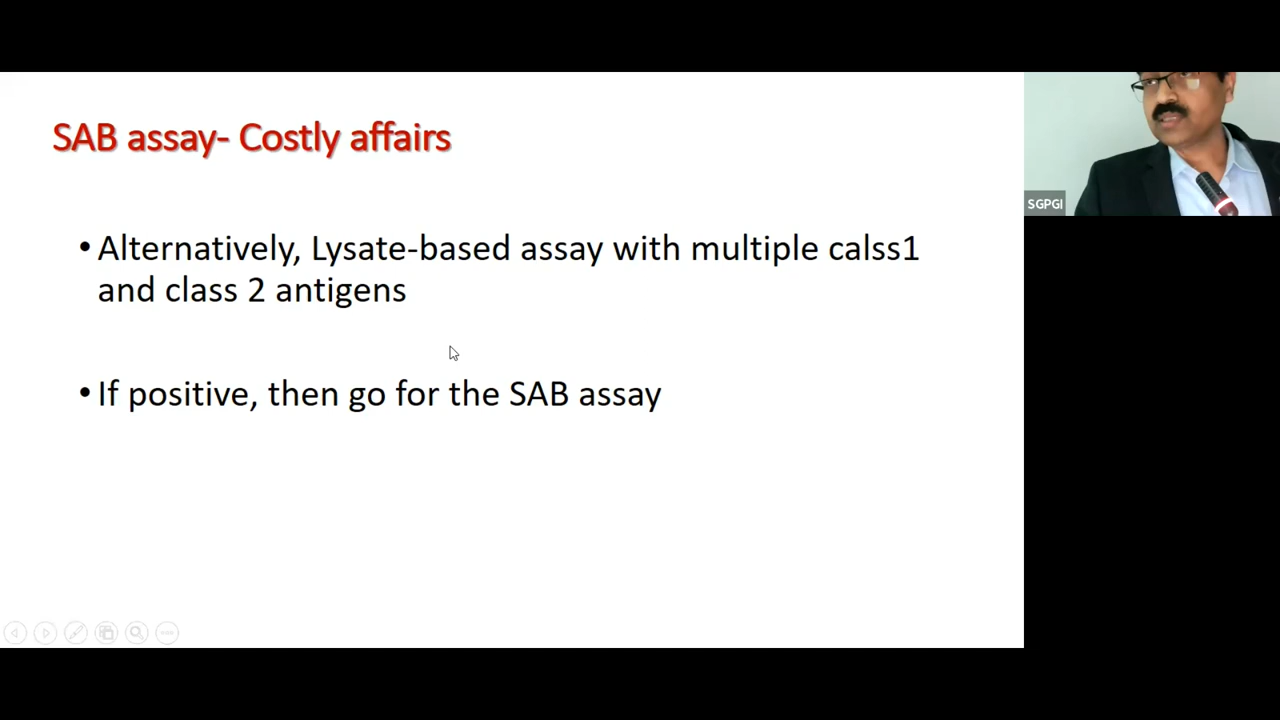 SAB assay- Costly affairs
• Alternatively, Lysate-based assay with multiple calss1
and class 2 antigens
• If positive, then go for the SAB assay
SGPGI